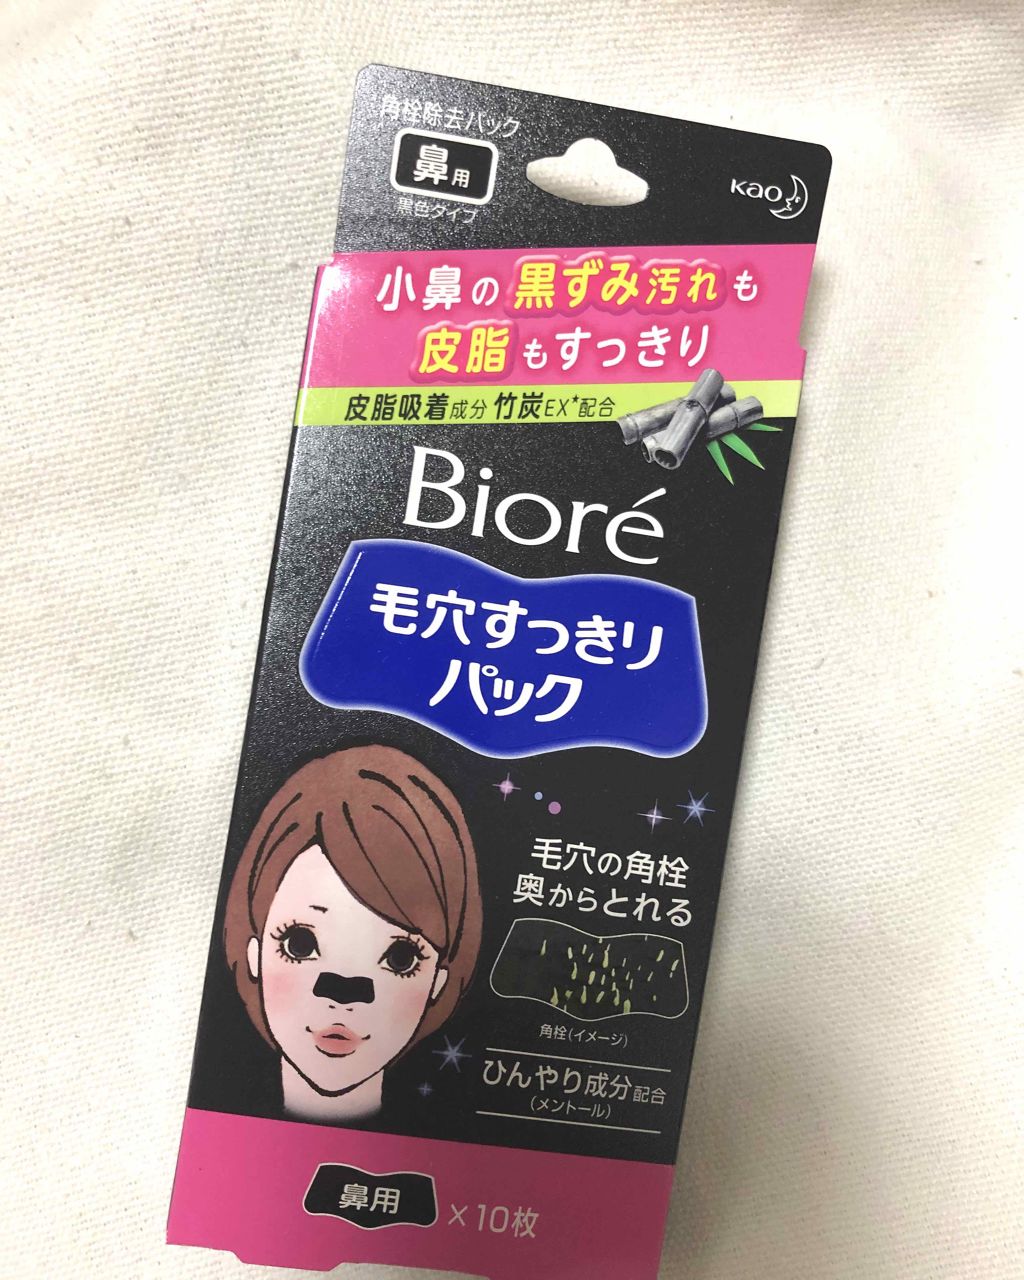 角栓除去パック
鼻用
黒色タイプ
Kao
小鼻の黒ずみ汚れも
皮脂もすっきり
皮脂吸着成分 竹炭EX★配合
Bioré
毛穴すっきり
パック
毛穴の角栓
奥からとれる
角栓(イメージ)
ひんやり成分配合
(メントール)
鼻用 ×10枚